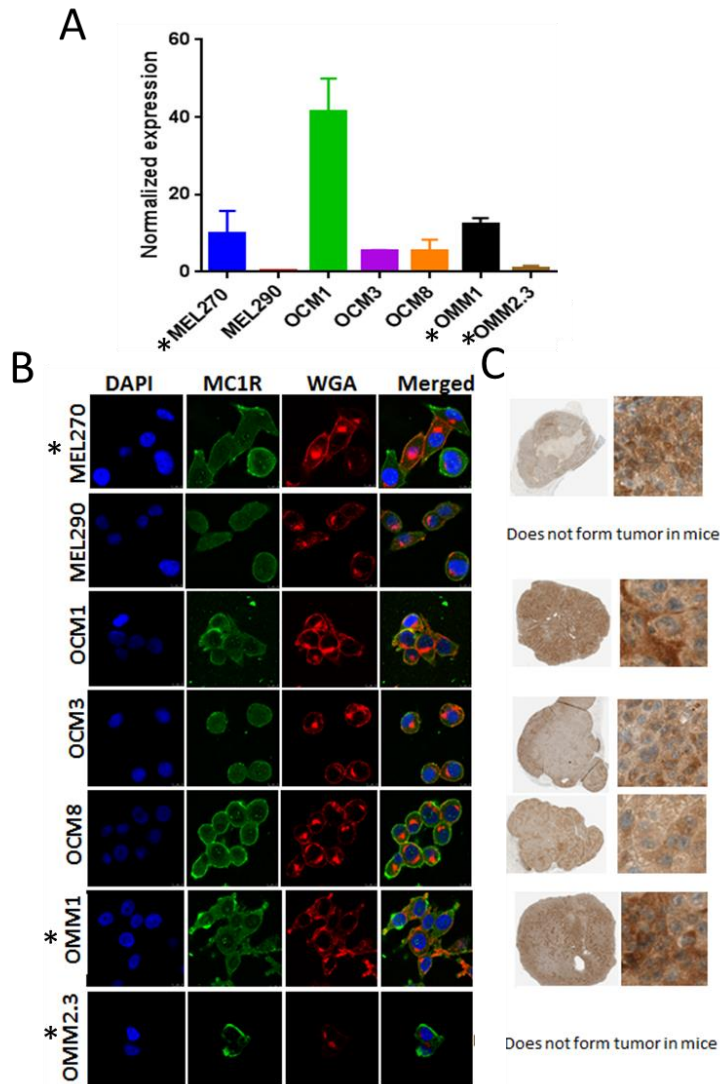 A
60
40
20
0
Normalized expression
*MEL270
MEL290
OCM1
OCM3
OCM8
*OMM1
*OMM2.3
B
DAPI MC1R WGA Merged
C
* MEL270
MEL290
Does not form tumor in mice
OCM1
OCM3
OCM8
* OMM1
* OMM2.3
Does not form tumor in mice